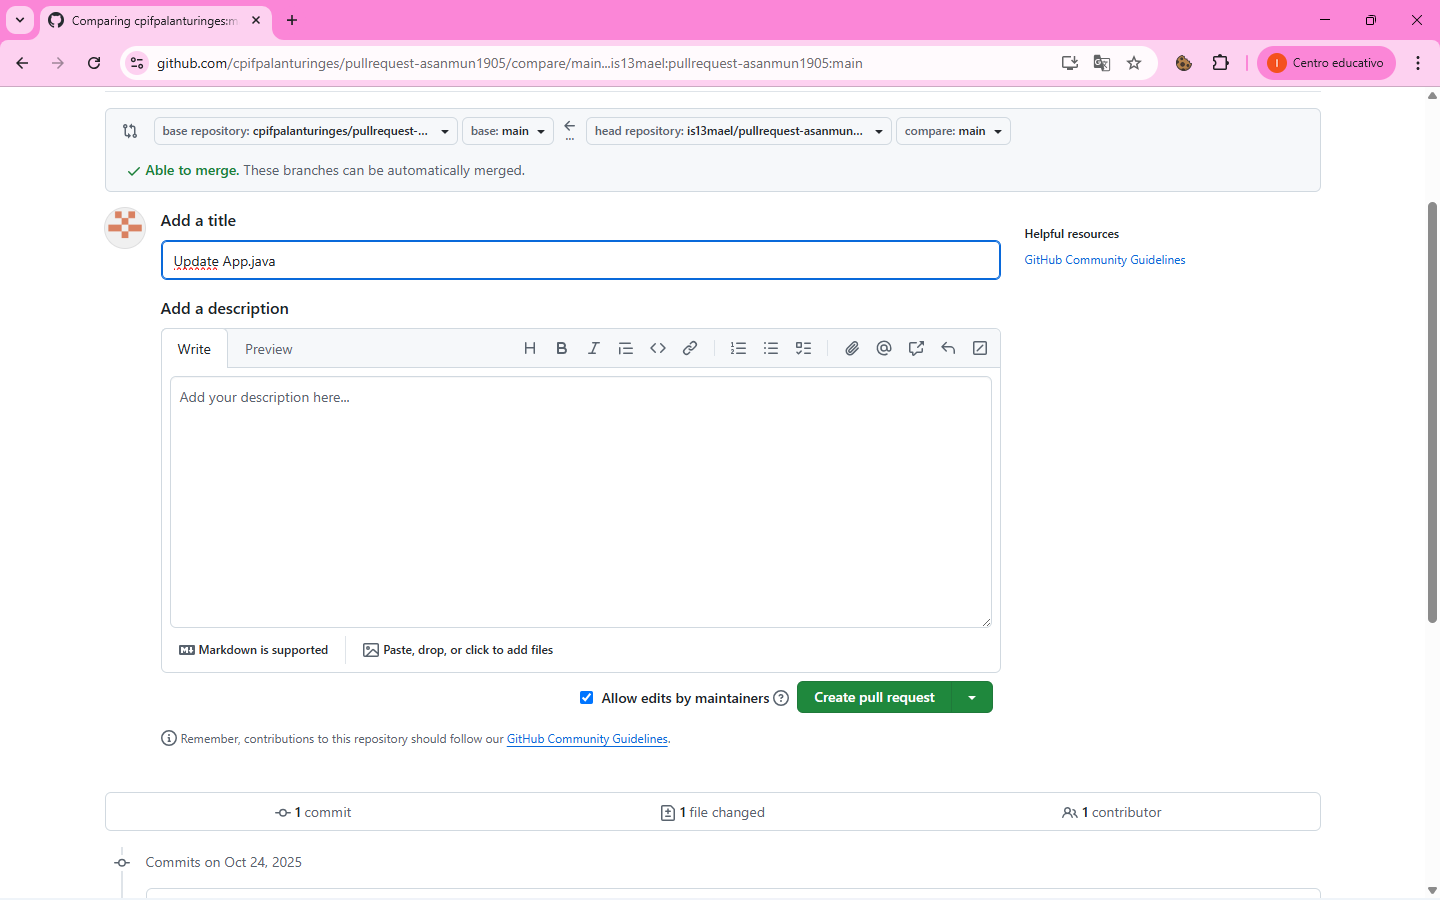 Comparing cpifpalanturinges:m
github.com/cpifpalanturinges/pullrequest-asanmun1905/compare/main...is13mael:pullrequest-asanmun1905:main
I Centro educativo
base repository: cpifpalanturinges/pullrequest-... base: main head repository: is13mael/pullrequest-asanmun... compare: main
Able to merge. These branches can be automatically merged.
Add a title
Helpful resources
Update App.java
GitHub Community Guidelines
Add a description
Write Preview
Add your description here...
Markdown is supported Paste, drop, or click to add files
Allow edits by maintainers Create pull request
Remember, contributions to this repository should follow our GitHub Community Guidelines.
1 commit 1 file changed 1 contributor
Commits on Oct 24, 2025